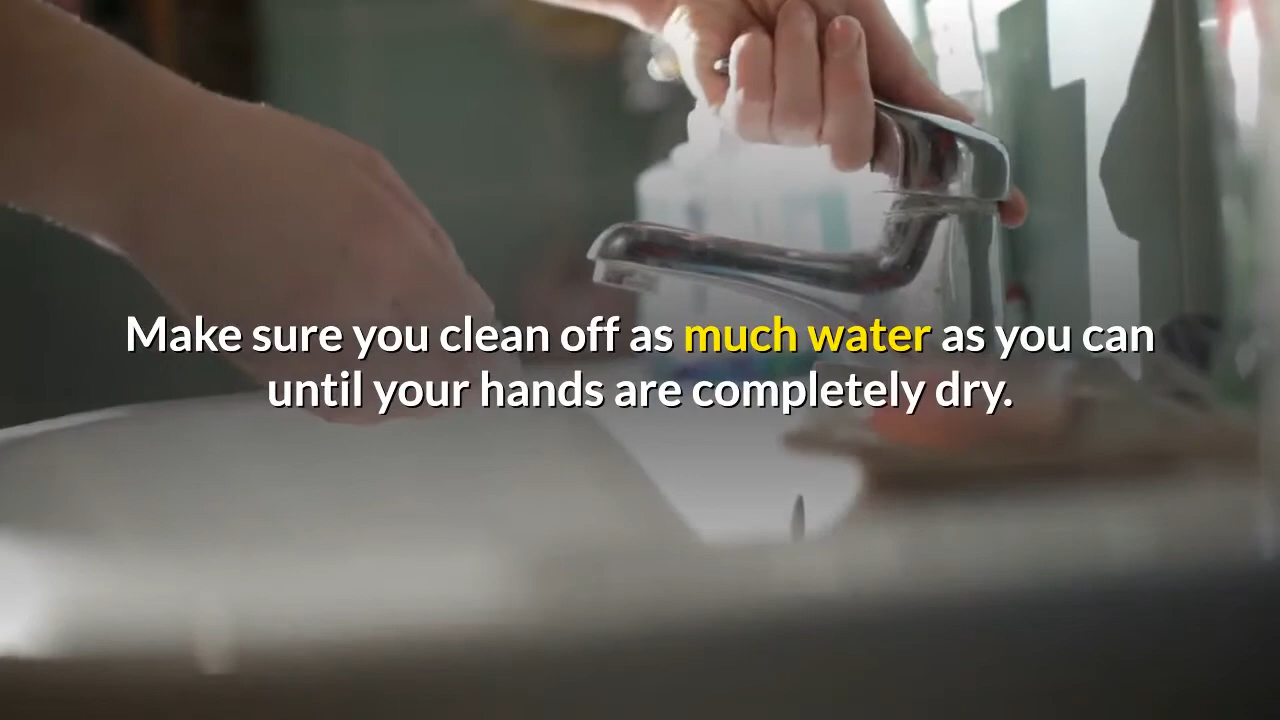 Make sure you clean off as much water as you can
until your hands are completely dry.